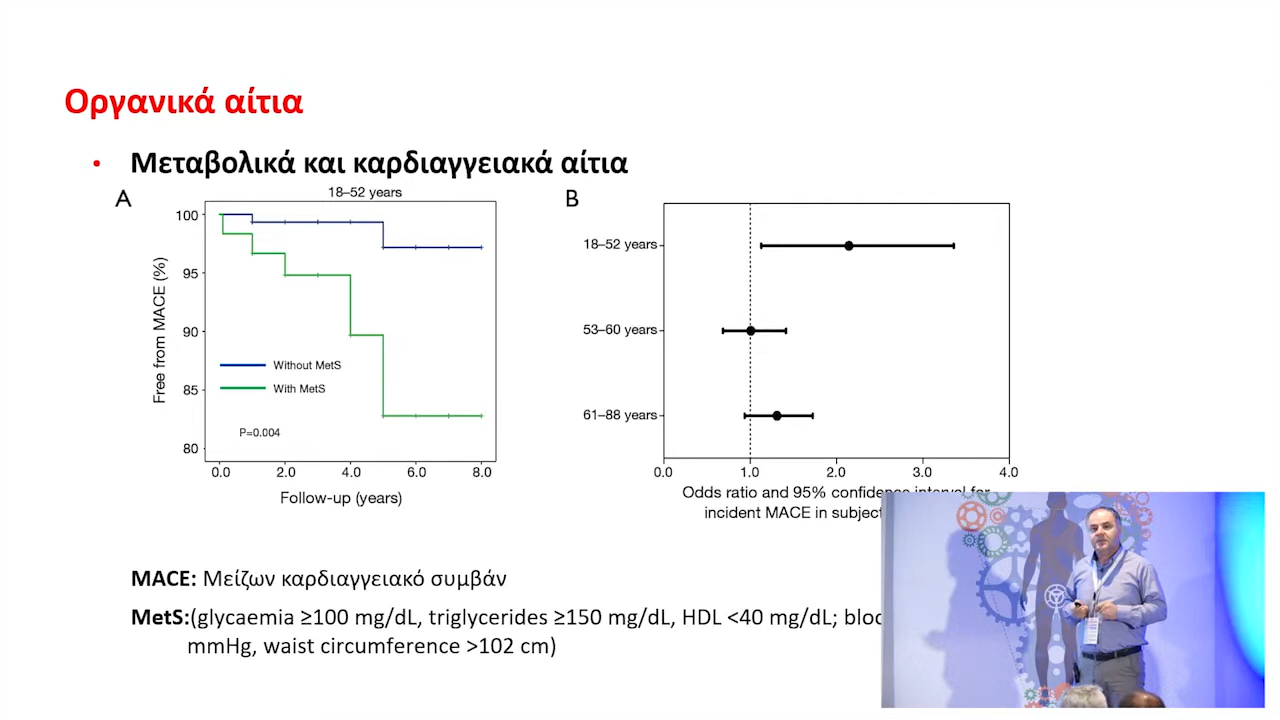 Οργανικά αίτια
• Μεταβολικά και καρδιαγγειακά αίτια
A
18–52 years
Free from MACE (%)
100
95
90
85
80
Without MetS
With MetS
P=0.004
0.0 2.0 4.0 6.0 8.0
Follow-up (years)
B
18–52 years
53–60 years
61–88 years
0.0 1.0 2.0 3.0 4.0
Odds ratio and 95% confidence interval for
incident MACE in
MACE: Μείζων καρδιαγγειακό συμβάν
MetS:(glycaemia ≥100 mg/dL, triglycerides ≥150 mg/dL, HDL <40 mg/dL;
mmHg, waist circumference >102 cm)